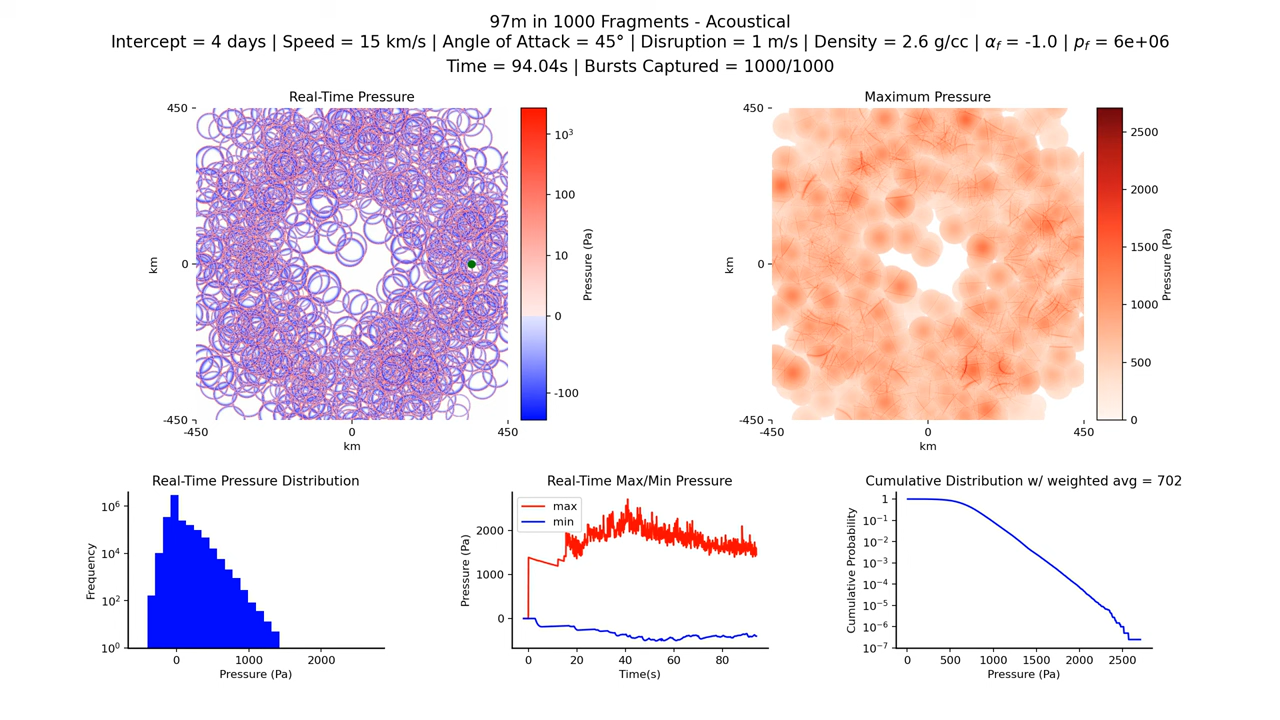 97m in 1000 Fragments - Acoustical
Intercept = 4 days | Speed = 15 km/s | Angle of Attack = 45° | Disruption = 1 m/s | Density = 2.6 g/cc | αf = -1.0 | pf = 6e+06
Time = 94.04s | Bursts Captured = 1000/1000
Real-Time Pressure
450
0
-450
km
-450
0
450
km
10³
100
10
0
-100
Pressure (Pa)
Maximum Pressure
450
0
-450
km
-450
0
450
km
2500
2000
1500
1000
500
0
Pressure (Pa)
Real-Time Pressure Distribution
10⁶
10⁴
10²
10⁰
Frequency
0
1000
2000
Pressure (Pa)
Real-Time Max/Min Pressure
max
min
2000
1000
0
Pressure (Pa)
0
20
40
60
80
Time(s)
Cumulative Distribution w/ weighted avg = 702
1
10⁻¹
10⁻²
10⁻³
10⁻⁴
10⁻⁵
10⁻⁶
10⁻⁷
Cumulative Probability
0
500
1000
1500
2000
2500
Pressure (Pa)